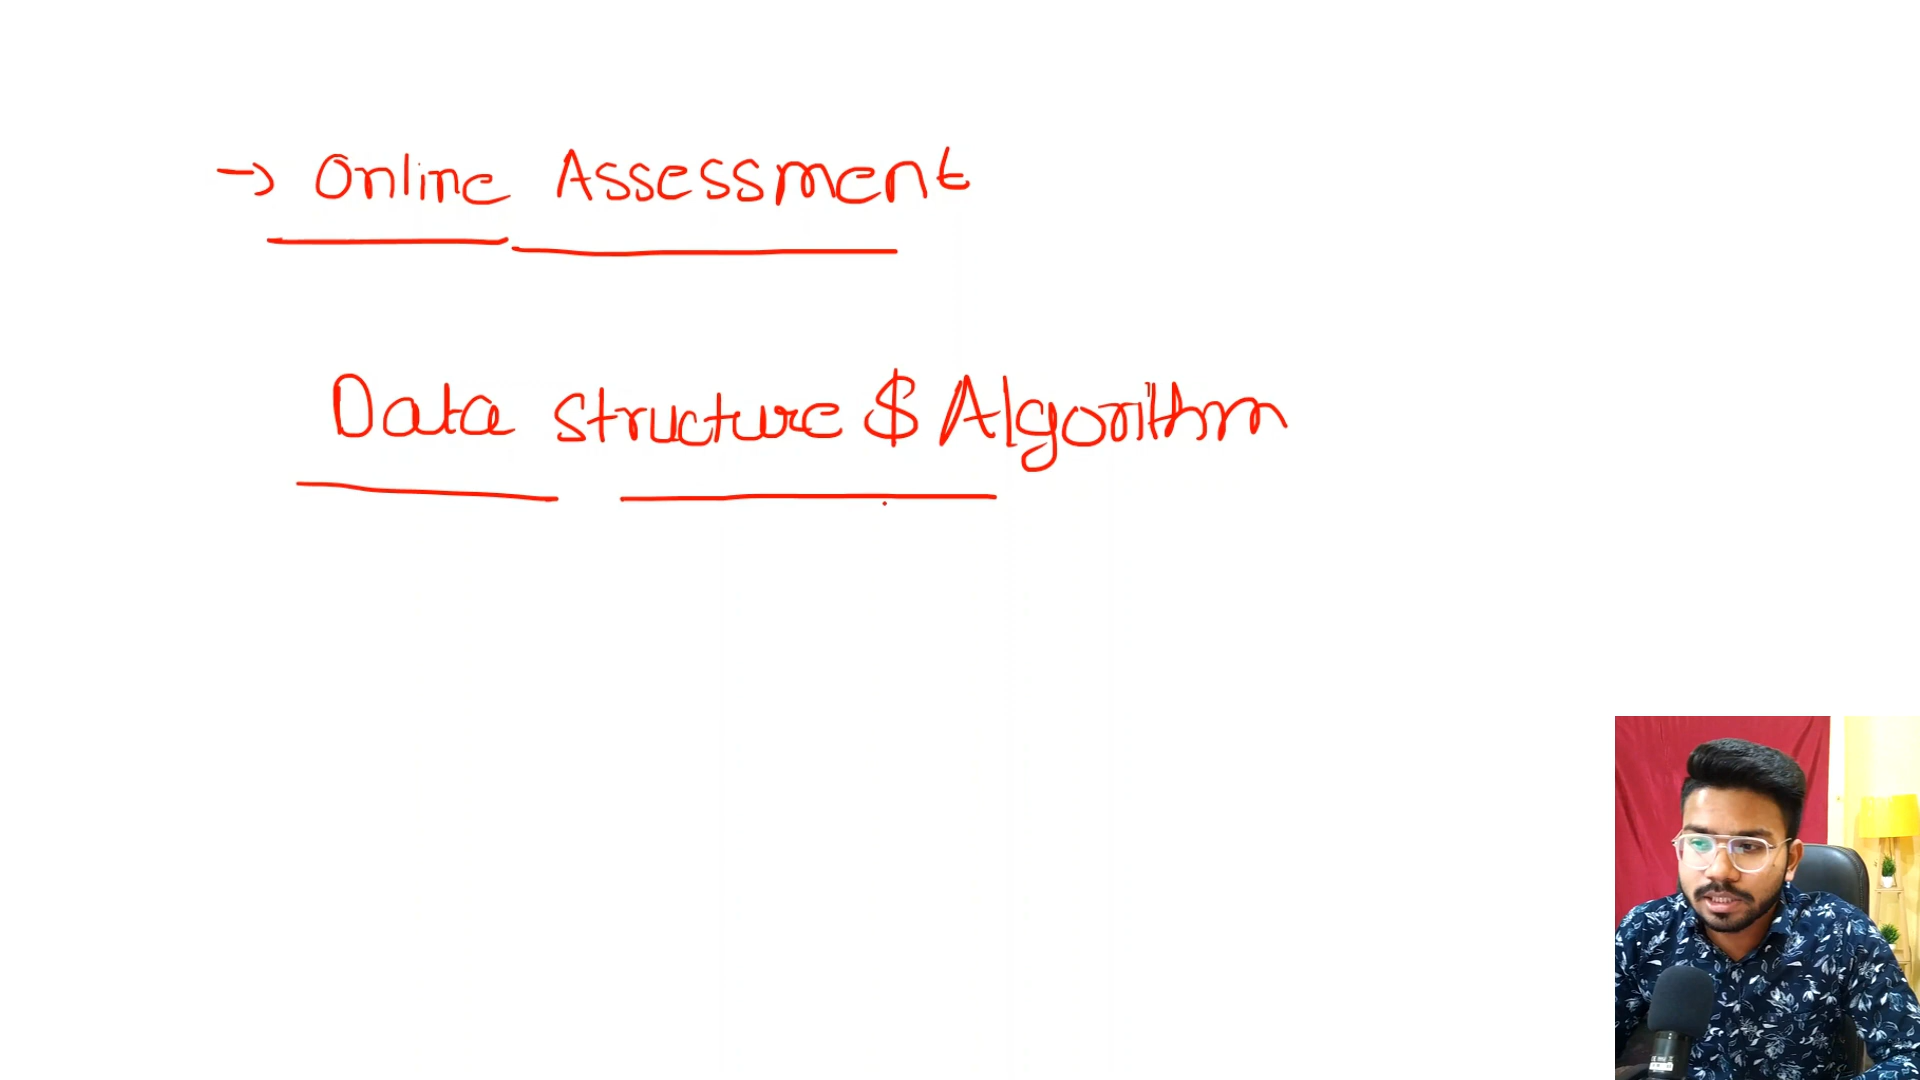 → Online Assessment
Data structure $ Algorithm